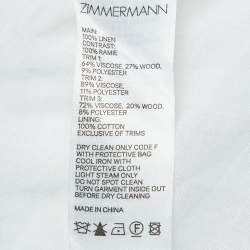 ZIMMERMANN
MAIN:
100% LINEN
CONTRAST:
100% RAMIE
TRIM 1:
64% VISCOSE, 27% WOOL,
9% POLYESTER
TRIM 2:
89% VISCOSE,
11% POLYESTER
TRIM 3:
72% VISCOSE, 20% WOOL,
8% POLYESTER
LINING:
100% COTTON
EXCLUSIVE OF TRIMS
DRY CLEAN ONLY CODE F
WITH PROTECTIVE BAG
COOL IRON WITH
PROTECTIVE CLOTH
LIGHT STEAM ONLY
DO NOT SPOT CLEAN
TURN GARMENT INSIDE OUT
BEFORE DRY CLEANING
MADE IN CHINA